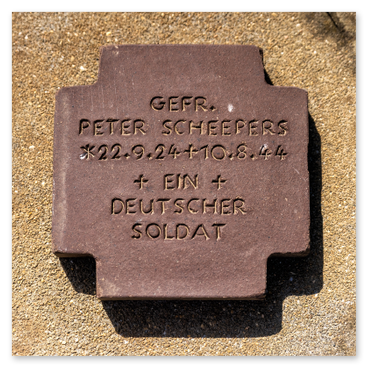 GEFR.
PETER SCHEEPERS
*22.9.24+10.8.44
+ EIN +
DEUTSCHER
SOLDAT